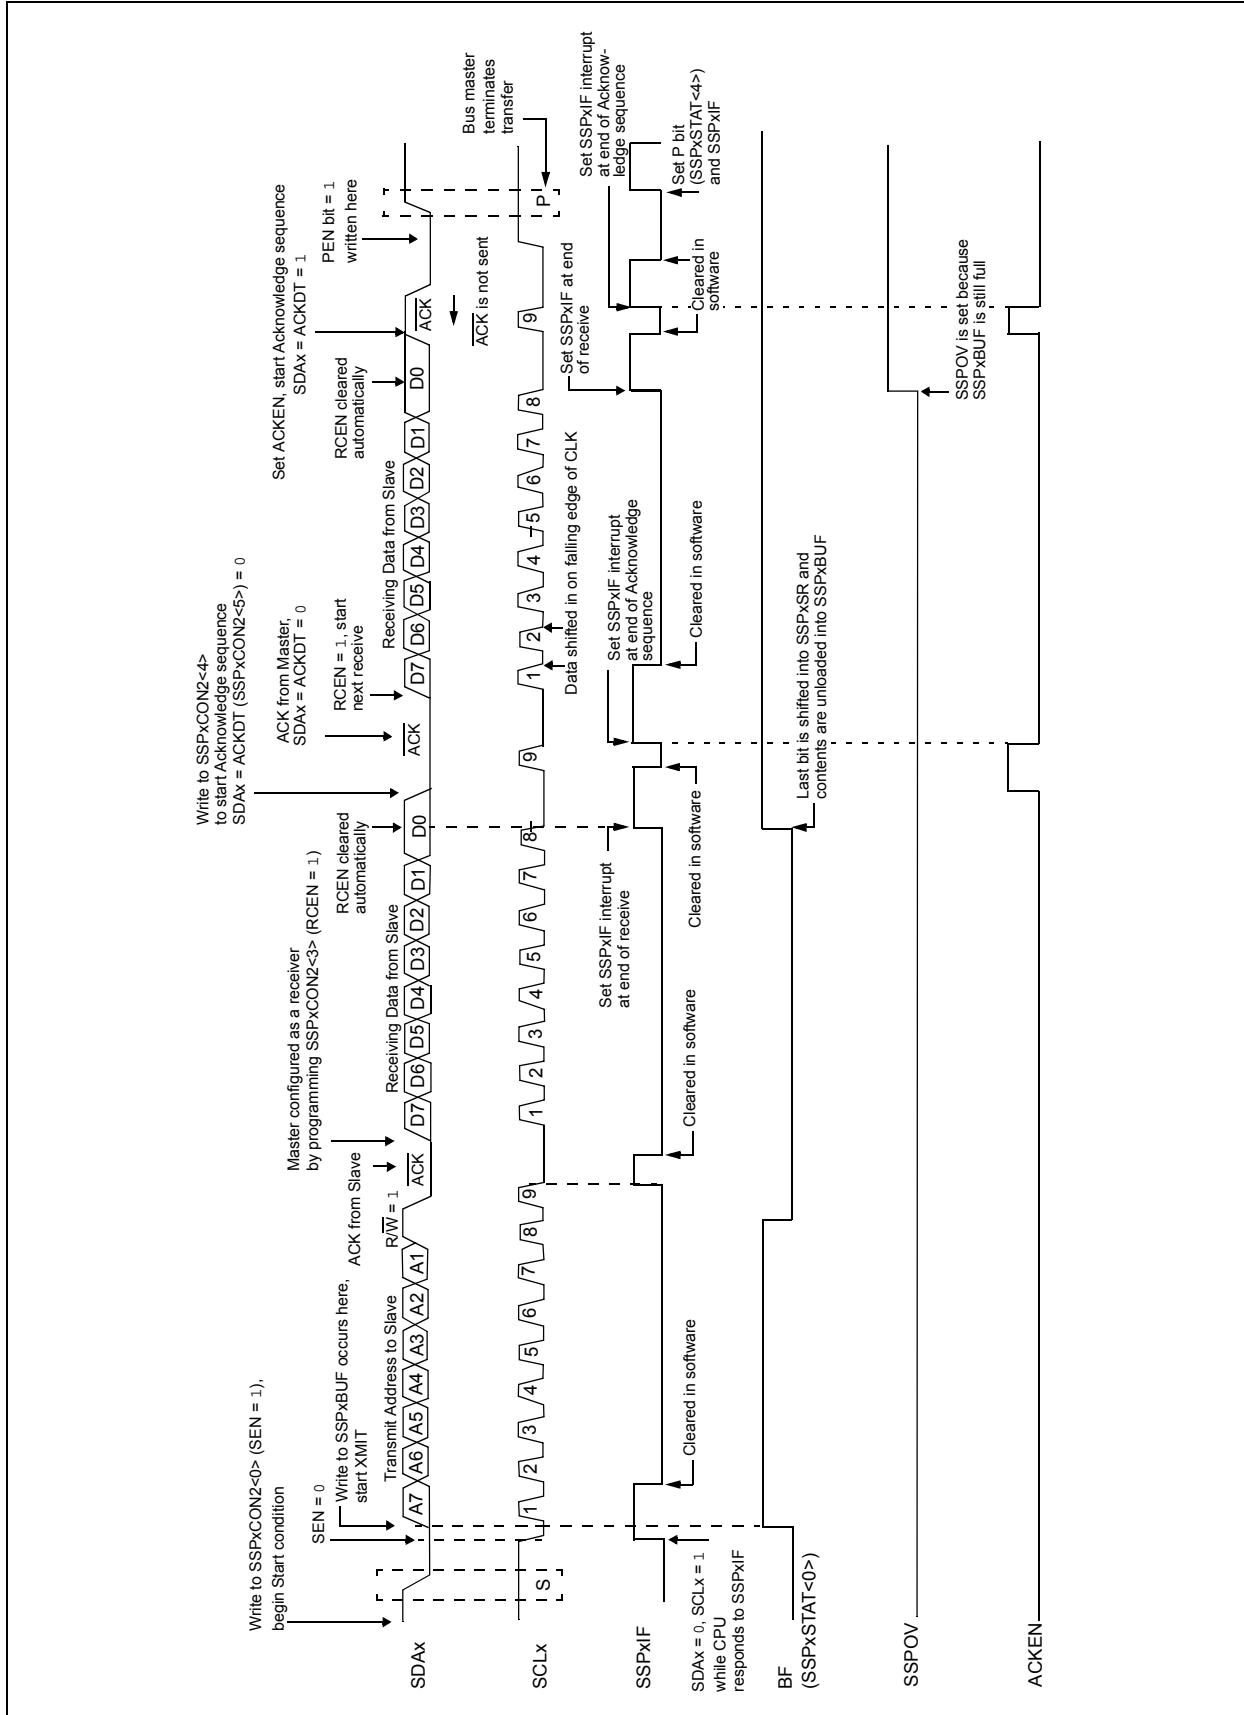 Write to SSPxCON2<0> (SEN = 1),
begin Start condition
SEN = 0
Write to SSPxBUF occurs here,
start XMIT
ACK from Slave
Master configured as a receiver
by programming SSPxCON2<3> (RCEN = 1)
RCEN cleared
automatically
Write to SSPxCON2<4>
to start Acknowledge sequence
SDAx = ACKDT (SSPxCON2<5>) = 0
ACK from Master,
SDAx = ACKDT = 0
RCEN = 1, start
next receive
Set ACKEN, start Acknowledge sequence
SDAx = ACKDT = 1
RCEN cleared
automatically
PEN bit = 1
written here
Transmit Address to Slave
R/W = 1
Receiving Data from Slave
Receiving Data from Slave
SDAx
A7 A6 A5 A4 A3 A2 A1
ACK
D7 D6 D5 D4 D3 D2 D1 D0
ACK
D7 D6 D5 D4 D3 D2 D1 D0
ACK
ACK is not sent
Bus master
terminates
transfer
SCLx
S
1 2 3 4 5 6 7 8 9
1 2 3 4 5 6 7 8 9
1 2 3 4 5 6 7 8 9
P
Data shifted in on falling edge of CLK
Set SSPxIF interrupt
at end of receive
Set SSPxIF interrupt
at end of Acknowledge
sequence
Set SSPxIF at end
of receive
Set SSPxIF interrupt
at end of Acknow-
ledge sequence
SSPxIF
SDAx = 0, SCLx = 1
while CPU
responds to SSPxIF
Cleared in software
Cleared in software
Cleared in software
Cleared in software
Cleared in
software
Set P bit
(SSPxSTAT<4>)
and SSPxIF
BF
(SSPxSTAT<0>)
Last bit is shifted into SSPxSR and
contents are unloaded into SSPxBUF
SSPOV
SSPOV is set because
SSPxBUF is still full
ACKEN